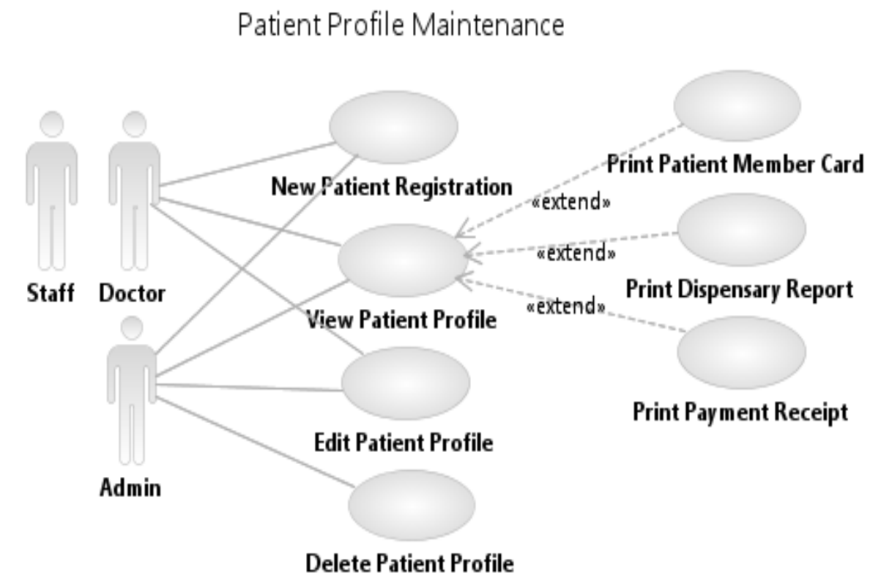 Patient Profile Maintenance
Print Patient Member Card
New Patient Registration
«extend»
«extend»
Staff
Doctor
Print Dispensary Report
«extend»
View Patient Profile
Print Payment Receipt
Edit Patient Profile
Admin
Delete Patient Profile